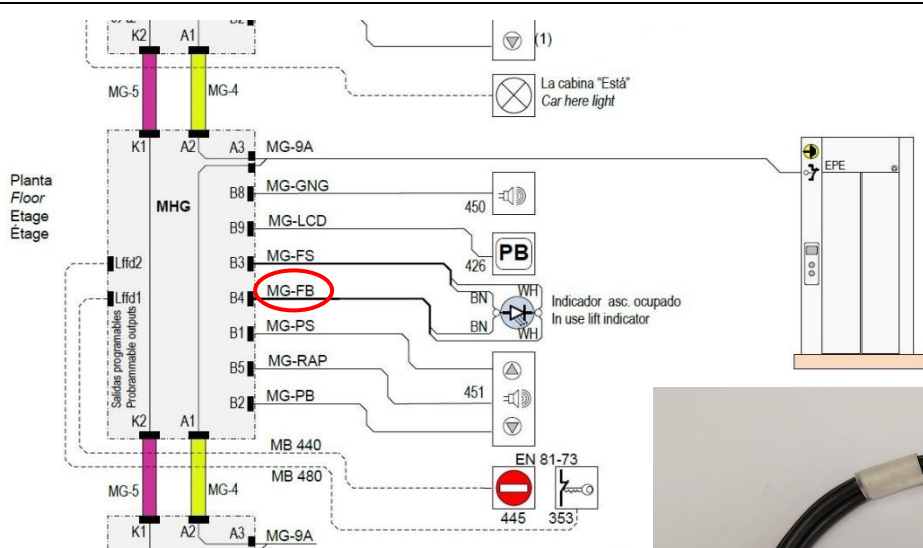 K2
A1
(1)
MG-5
MG-4
La cabina "Está"
Car here light
K1
A2
A3
MG-9A
EPE
Planta
Floor
Etage
Étage
MHG
B8
MG-GNG
450
B9
MG-LCD
426
PB
Lffd2
B3
MG-FS
WH
BN
Lffd1
B4
MG-FB
BN
WH
Indicador asc. ocupado
In use lift indicator
B1
MG-PS
B5
MG-RAP
451
B2
MG-PB
Salidas programables
Probrammable outputs
K2
A1
MB 440
EN 81-73
MB 480
MG-5
MG-4
445
353
K1
A2
A3
MG-9A